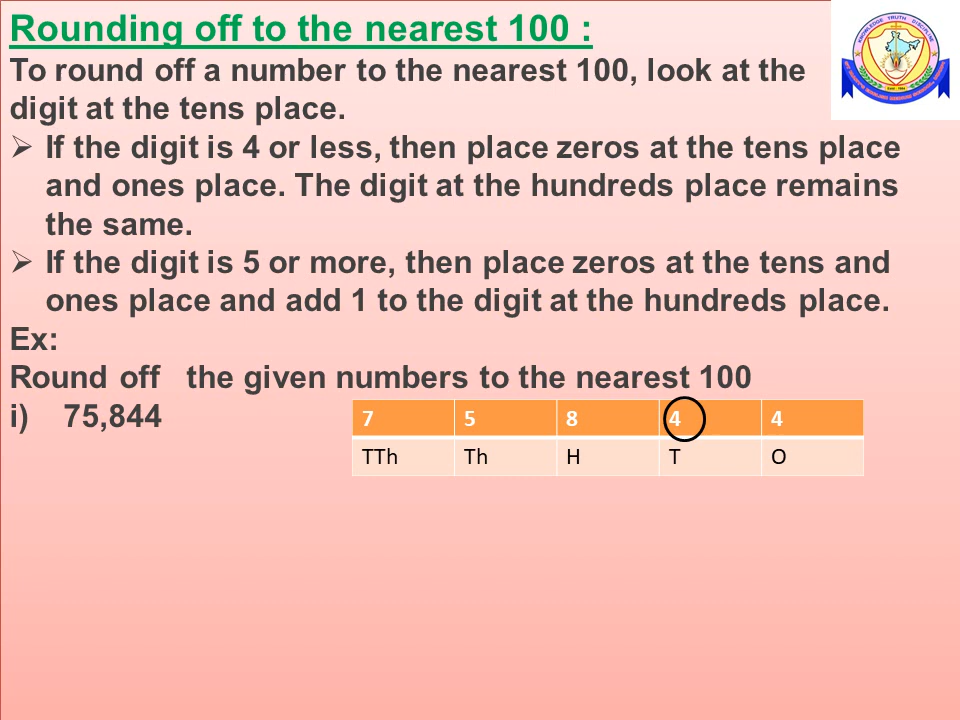 Rounding off to the nearest 100 :
To round off a number to the nearest 100, look at the
digit at the tens place.
➢ If the digit is 4 or less, then place zeros at the tens place
and ones place. The digit at the hundreds place remains
the same.
➢ If the digit is 5 or more, then place zeros at the tens and
ones place and add 1 to the digit at the hundreds place.
Ex:
Round off the given numbers to the nearest 100
i) 75,844
7 5 8 4 4
TTh Th H T O
KNOWLEDGE TRUTH DISCIPLINE